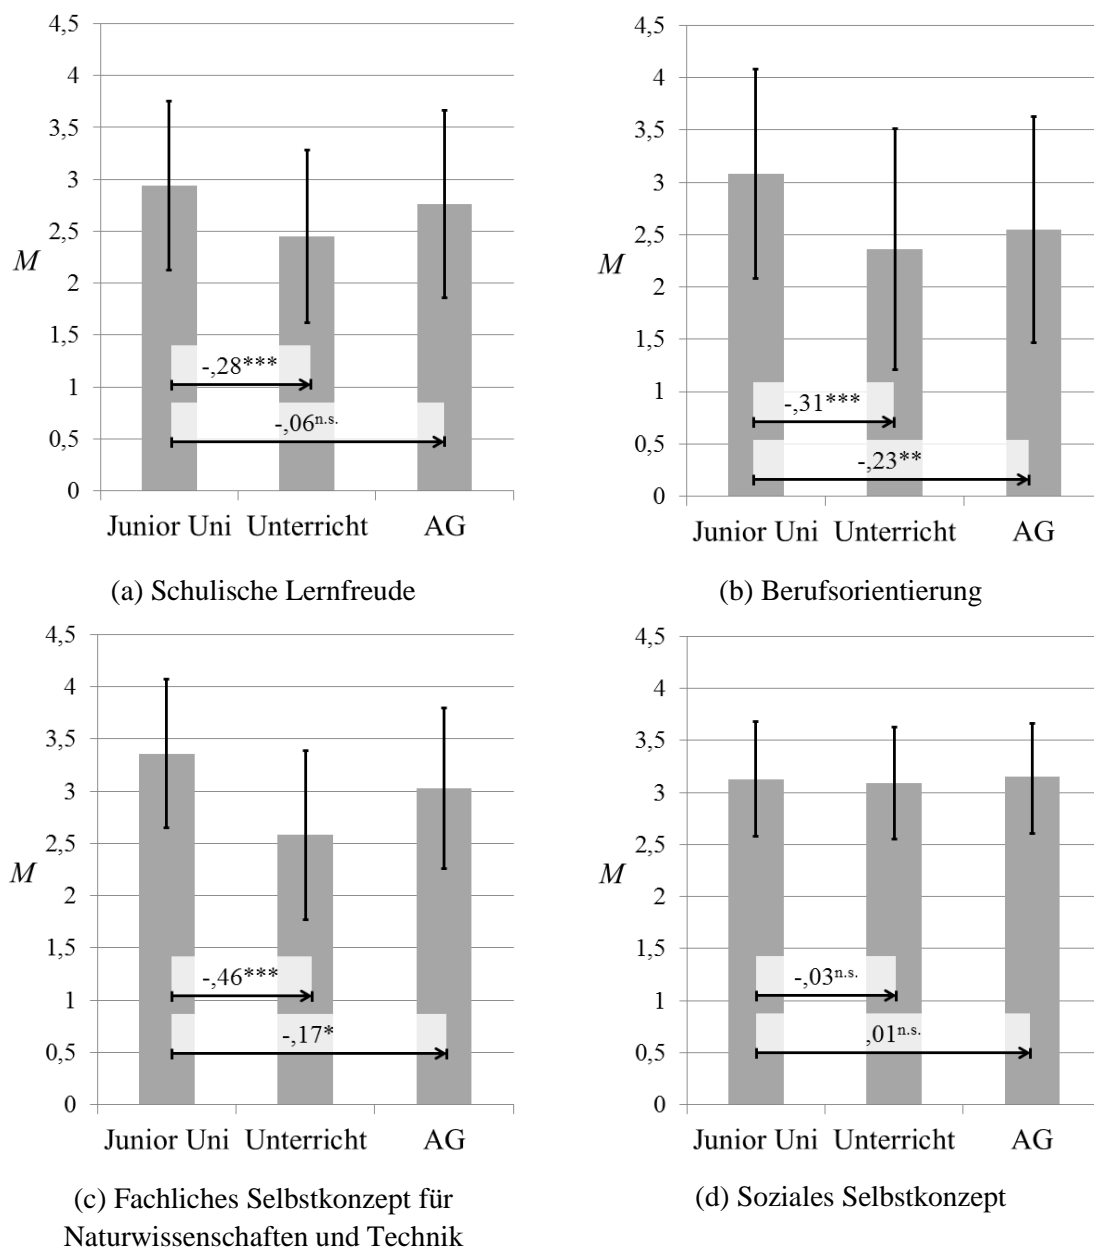 4,5
4
3,5
3
2,5
M
2
1,5
-,28***
1
-,06n.s.
0,5
0
Junior Uni Unterricht AG
(a) Schulische Lernfreude
4,5
4
3,5
3
2,5
M
2
1,5
-,31***
1
0,5
-,23**
0
Junior Uni Unterricht AG
(b) Berufsorientierung
4,5
4
3,5
3
2,5
M
2
1,5
-,46***
1
-,17*
0,5
0
Junior Uni Unterricht AG
(c) Fachliches Selbstkonzept für
Naturwissenschaften und Technik
4,5
4
3,5
3
2,5
M
2
1,5
-,03n.s.
1
,01n.s.
0,5
0
Junior Uni Unterricht AG
(d) Soziales Selbstkonzept